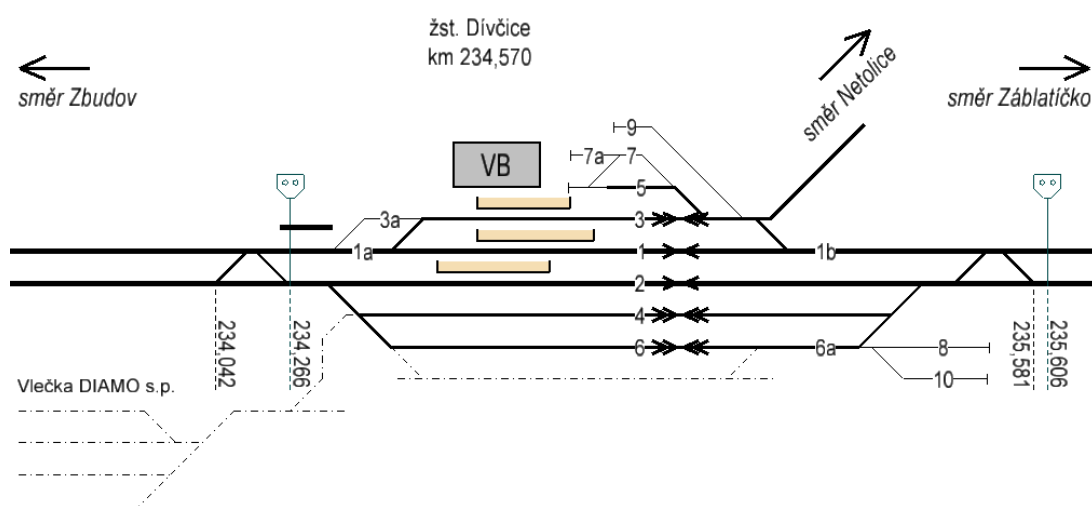 žst. Dívčice
km 234,570
směr Zbudov
směr Netolice
směr Záblatíčko
VB
9
7a
7
5
3a
3
1a
1
1b
2
4
6
6a
8
10
234,042
234,266
235,581
235,606
Vlečka DIAMO s.p.